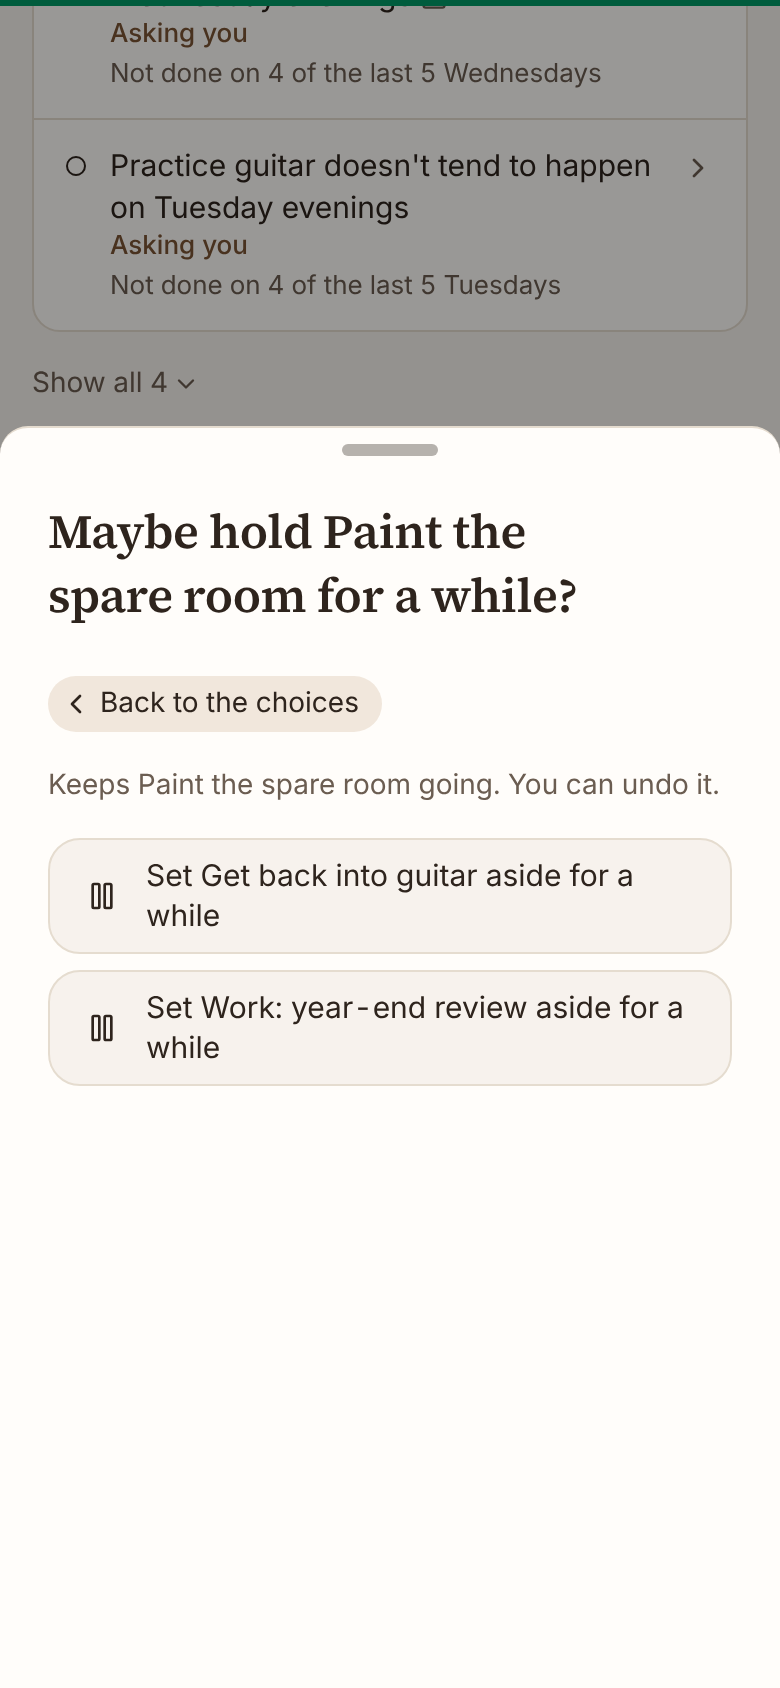 Asking you
Not done on 4 of the last 5 Wednesdays
Practice guitar doesn't tend to happen
on Tuesday evenings
Asking you
Not done on 4 of the last 5 Tuesdays
Show all 4
Maybe hold Paint the
spare room for a while?
Back to the choices
Keeps Paint the spare room going. You can undo it.
Set Get back into guitar aside for a
while
Set Work: year-end review aside for a
while